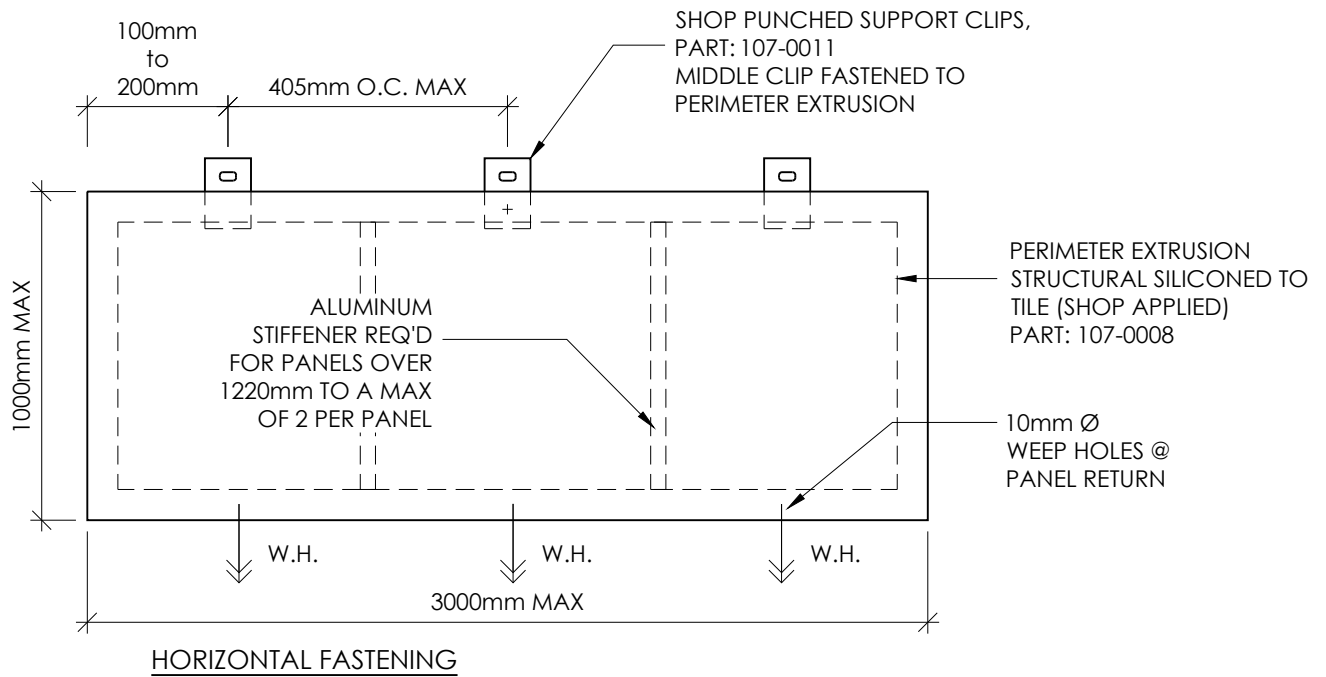 100mm
to
200mm
405mm O.C. MAX
SHOP PUNCHED SUPPORT CLIPS,
PART: 107-0011
MIDDLE CLIP FASTENED TO
PERIMETER EXTRUSION
1000mm MAX
ALUMINUM
STIFFENER REQ'D
FOR PANELS OVER
1220mm TO A MAX
OF 2 PER PANEL
PERIMETER EXTRUSION
STRUCTURAL SILICONED TO
TILE (SHOP APPLIED)
PART: 107-0008
10mm Ø
WEEP HOLES @
PANEL RETURN
W.H.
W.H.
W.H.
3000mm MAX
HORIZONTAL FASTENING